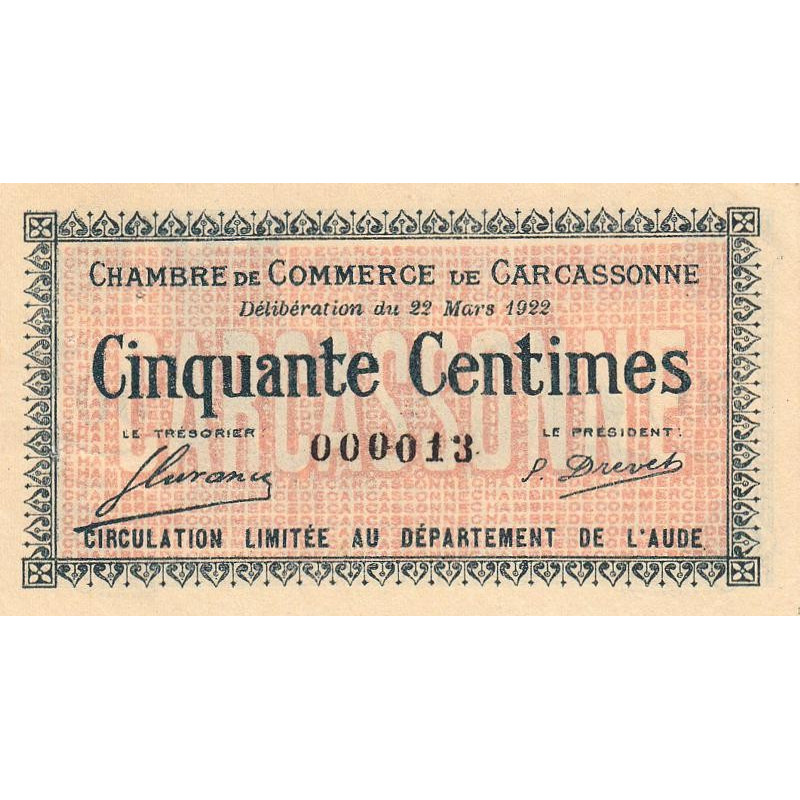 CHAMBRE DE COMMERCE DE CARCASSONNE
Délibération du 22 Mars 1922
Cinquante Centimes
CARCASSONNE
LE TRÉSORIER
000013
LE PRÉSIDENT:
CIRCULATION LIMITÉE AU DÉPARTEMENT DE L'AUDE